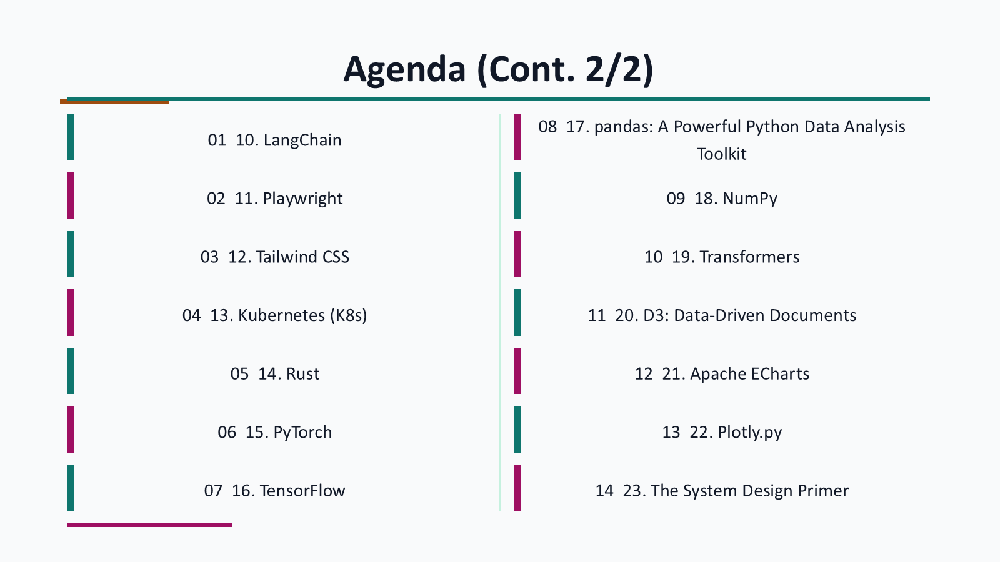 Agenda (Cont. 2/2)
01 10. LangChain
02 11. Playwright
03 12. Tailwind CSS
04 13. Kubernetes (K8s)
05 14. Rust
06 15. PyTorch
07 16. TensorFlow
08 17. pandas: A Powerful Python Data Analysis
Toolkit
09 18. NumPy
10 19. Transformers
11 20. D3: Data-Driven Documents
12 21. Apache ECharts
13 22. Plotly.py
14 23. The System Design Primer